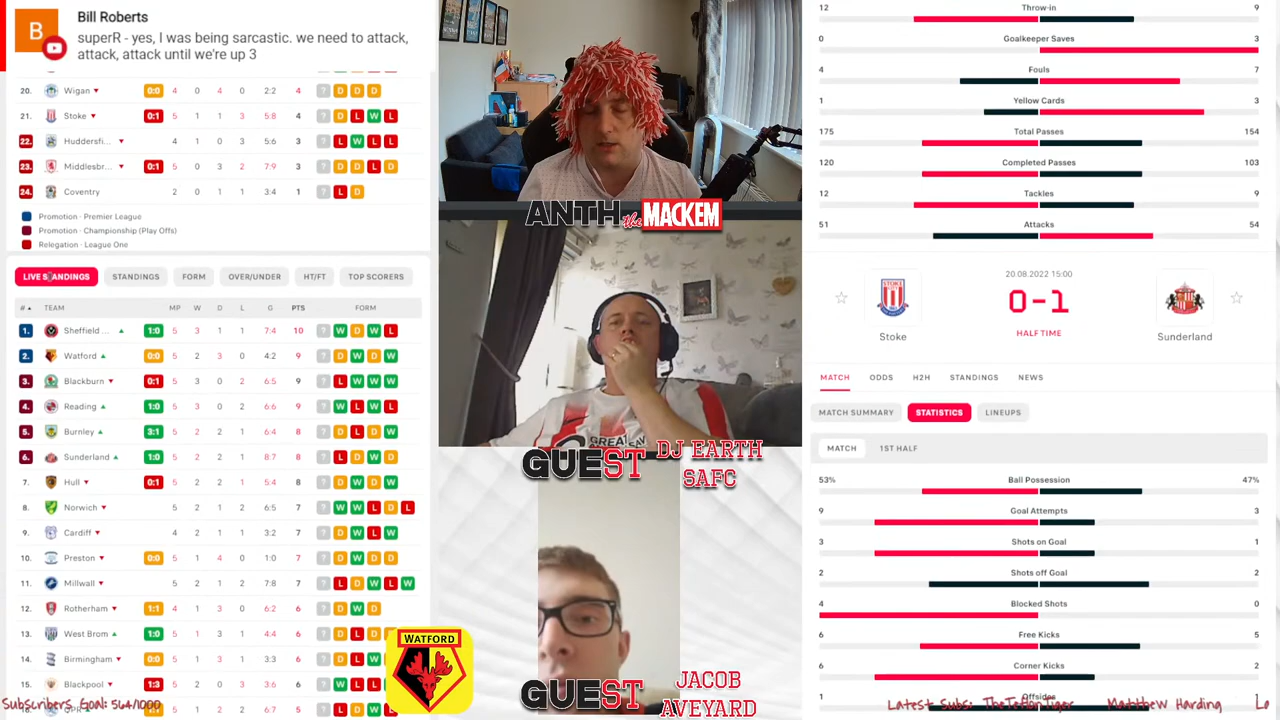 B
Bill Roberts
superR - yes, I was being sarcastic. we need to attack,
attack, attack until we're up 3
20. Wigan 0:0 4 0 4 0 2:2 4 ? D D D
21. Stoke 0:1 5 1 1 3 5:8 4 ? D L W L
22. Huddersfi... 4 1 0 3 5:6 3 ? L W L L
23. Middlesbr... 0:1 5 0 3 2 7:9 3 ? D D L D
24. Coventry 2 0 1 1 3:4 1 ? L D
Promotion - Premier League
Promotion - Championship (Play Offs)
Relegation - League One
LIVE STANDINGS STANDINGS FORM OVER/UNDER HT/FT TOP SCORERS
# TEAM MP W D L G PTS FORM
1. Sheffield ... 1:0 5 3 1 1 7:4 10 ? W D W L
2. Watford 0:0 5 2 3 0 4:2 9 ? W D D W
3. Blackburn 0:1 5 3 0 2 6:5 9 ? L W W W
4. Reading 1:0 5 3 0 2 6:6 9 ? W L W L
5. Burnley 3:1 5 2 2 1 6:4 8 ? D L D W
6. Sunderland 1:0 5 2 2 1 8:7 8 ? L D W D
7. Hull 0:1 5 2 2 1 5:4 8 ? D W D W
8. Norwich 5 2 1 2 6:5 7 ? W W L D L
9. Cardiff 4 2 1 1 3:2 7 ? D W L W
10. Preston 0:0 5 1 4 0 1:0 7 ? D W D D
11. Millwall 5 2 1 2 7:8 7 ? L D W L W
12. Rotherham 1:1 4 1 3 0 6:2 6 ? D W D
13. West Brom 1:0 5 1 3 1 4:4 6 ? D L D
14. Birmingham 0:0 5 1 3 1 3:3 6 ? D L W
15. Blackpool 1:3 5 2 0 3 3:6 6 ? W L L
Subscribers Goal: 541/1000
WATFORD
ANTH the MACKEM
GUEST DJ EARTH
SAFC
GUEST JACOB
AVEYARD
12 Throw-in 9
0 Goalkeeper Saves 3
4 Fouls 7
1 Yellow Cards 3
175 Total Passes 154
120 Completed Passes 103
12 Tackles 9
51 Attacks 54
20.08.2022 15:00
0-1
HALF TIME
Stoke Sunderland
MATCH ODDS H2H STANDINGS NEWS
MATCH SUMMARY STATISTICS LINEUPS
MATCH 1ST HALF
53% Ball Possession 47%
9 Goal Attempts 3
3 Shots on Goal 1
2 Shots off Goal 2
4 Blocked Shots 0
6 Free Kicks 5
6 Corner Kicks 2
1 Offsides
Latest Subs: TheTeflonTiger Matthew Harding Lo